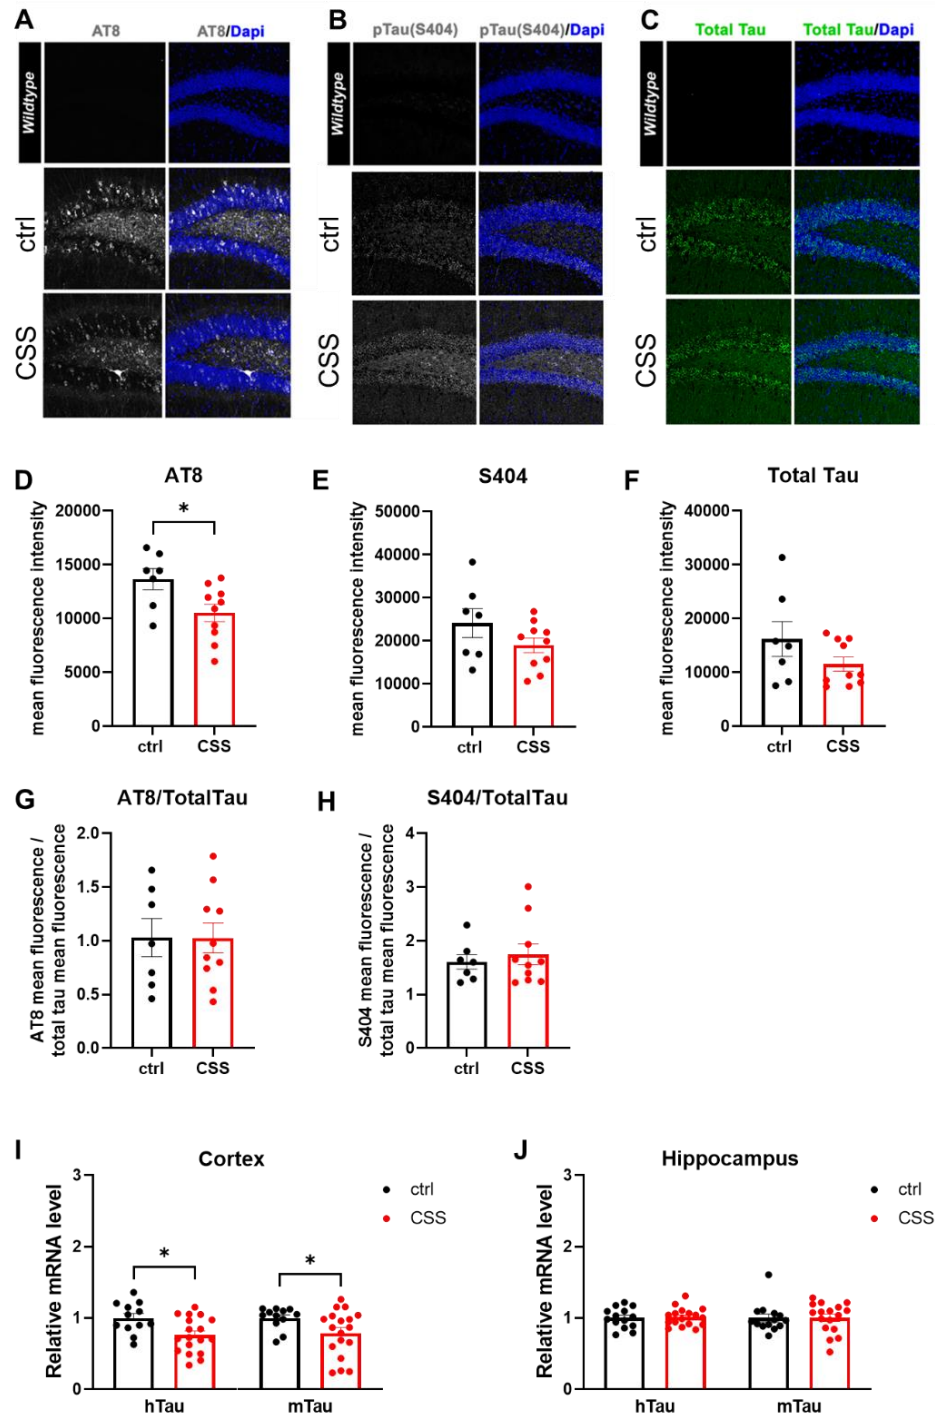 A
AT8
AT8/Dapi
B
pTau(S404)
pTau(S404)/Dapi
C
Total Tau
Total Tau/Dapi
Wildtype
ctrl
CSS
Wildtype
ctrl
CSS
Wildtype
ctrl
CSS
D
AT8
mean fluorescence intensity
20000
15000
10000
5000
0
*
ctrl
CSS
E
S404
mean fluorescence intensity
50000
40000
30000
20000
10000
0
ctrl
CSS
F
Total Tau
mean fluorescence intensity
40000
30000
20000
10000
0
ctrl
CSS
G
AT8/TotalTau
AT8 mean fluorescence /
total tau mean fluorescence
2.0
1.5
1.0
0.5
0.0
ctrl
CSS
H
S404/TotalTau
S404 mean fluorescence /
total tau mean fluorescence
4
3
2
1
0
ctrl
CSS
I
Cortex
Relative mRNA level
3
2
1
0
*
*
ctrl
CSS
hTau
mTau
J
Hippocampus
Relative mRNA level
3
2
1
0
ctrl
CSS
hTau
mTau